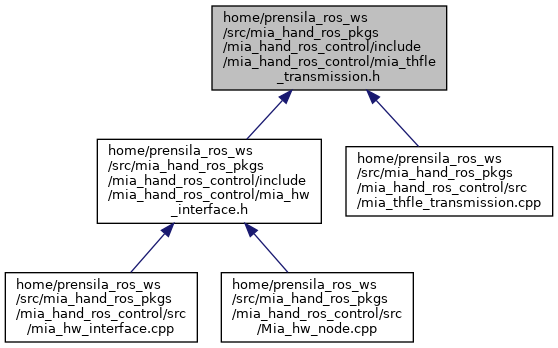 home/prensila_ros_ws
/src/mia_hand_ros_pkgs
/mia_hand_ros_control/include
/mia_hand_ros_control/mia_thfle
_transmission.h
home/prensila_ros_ws
/src/mia_hand_ros_pkgs
/mia_hand_ros_control/include
/mia_hand_ros_control/mia_hw
_interface.h
home/prensila_ros_ws
/src/mia_hand_ros_pkgs
/mia_hand_ros_control/src
/mia_thfle_transmission.cpp
home/prensila_ros_ws
/src/mia_hand_ros_pkgs
/mia_hand_ros_control/src
/mia_hw_interface.cpp
home/prensila_ros_ws
/src/mia_hand_ros_pkgs
/mia_hand_ros_control/src
/Mia_hw_node.cpp